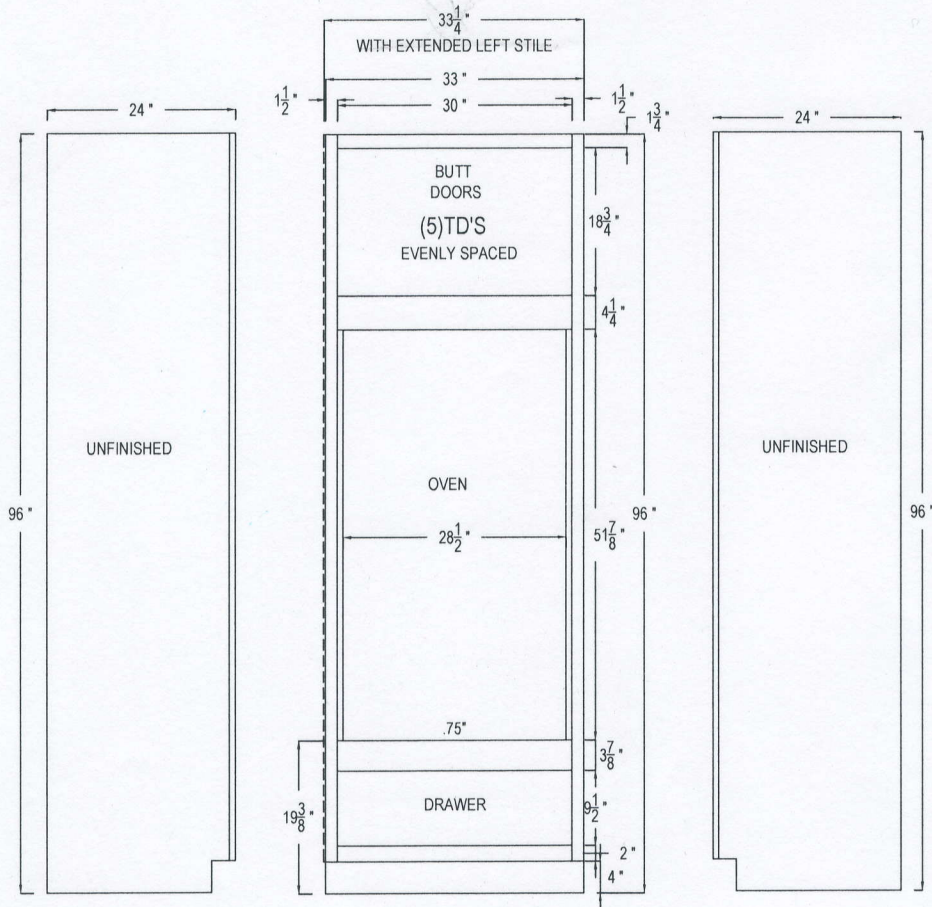 33 1/4 "
WITH EXTENDED LEFT STILE
33 "
1 1/2 "
30 "
1 1/2 "
1 3/4 "
24 "
24 "
BUTT
DOORS
(5)TD'S
EVENLY SPACED
18 3/4 "
4 1/4 "
UNFINISHED
OVEN
28 1/2 "
UNFINISHED
96 "
51 7/8 "
96 "
96 "
.75"
3 7/8 "
DRAWER
19 3/8 "
9 1/2 "
2 "
4 "